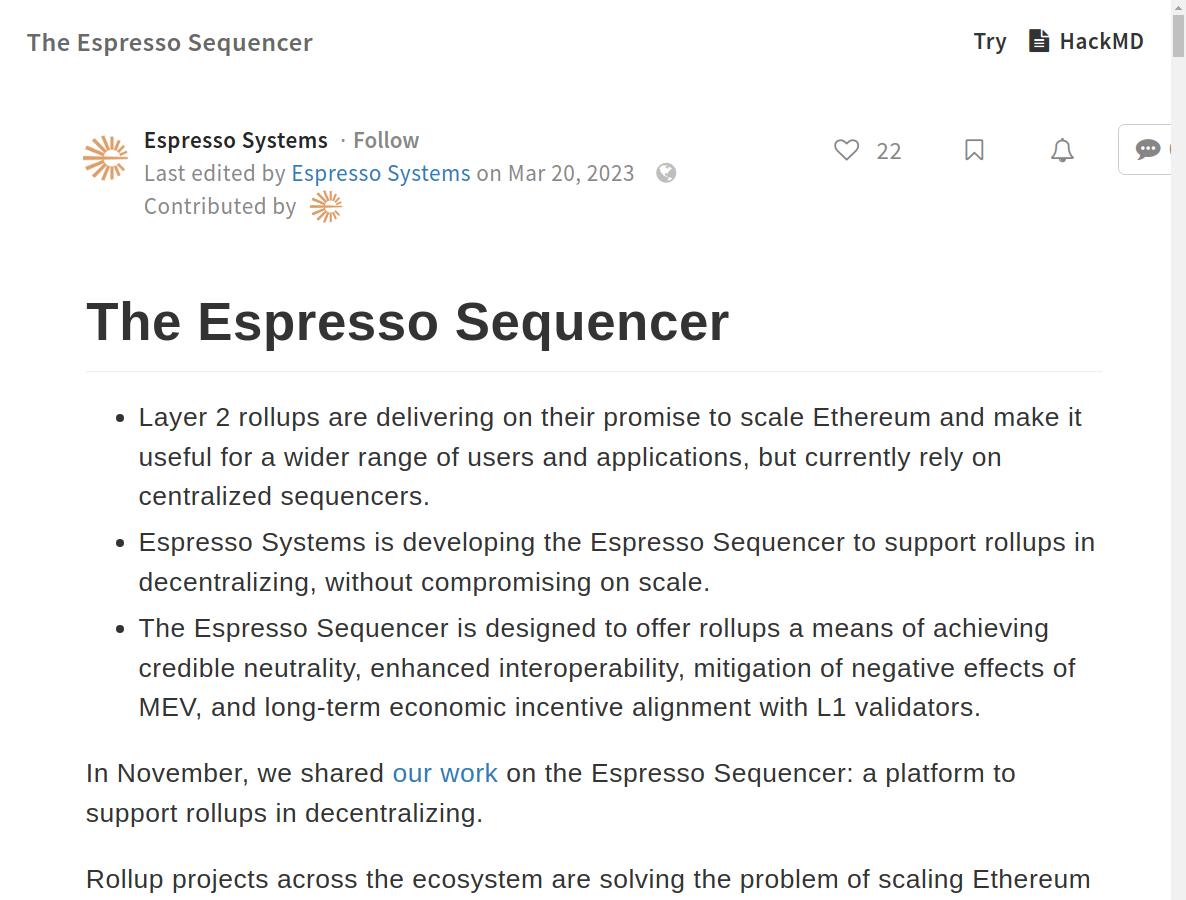 The Espresso Sequencer
Try HackMD
Espresso Systems · Follow
Last edited by Espresso Systems on Mar 20, 2023
Contributed by
22
The Espresso Sequencer
• Layer 2 rollups are delivering on their promise to scale Ethereum and make it
useful for a wider range of users and applications, but currently rely on
centralized sequencers.
• Espresso Systems is developing the Espresso Sequencer to support rollups in
decentralizing, without compromising on scale.
• The Espresso Sequencer is designed to offer rollups a means of achieving
credible neutrality, enhanced interoperability, mitigation of negative effects of
MEV, and long-term economic incentive alignment with L1 validators.
In November, we shared our work on the Espresso Sequencer: a platform to
support rollups in decentralizing.
Rollup projects across the ecosystem are solving the problem of scaling Ethereum